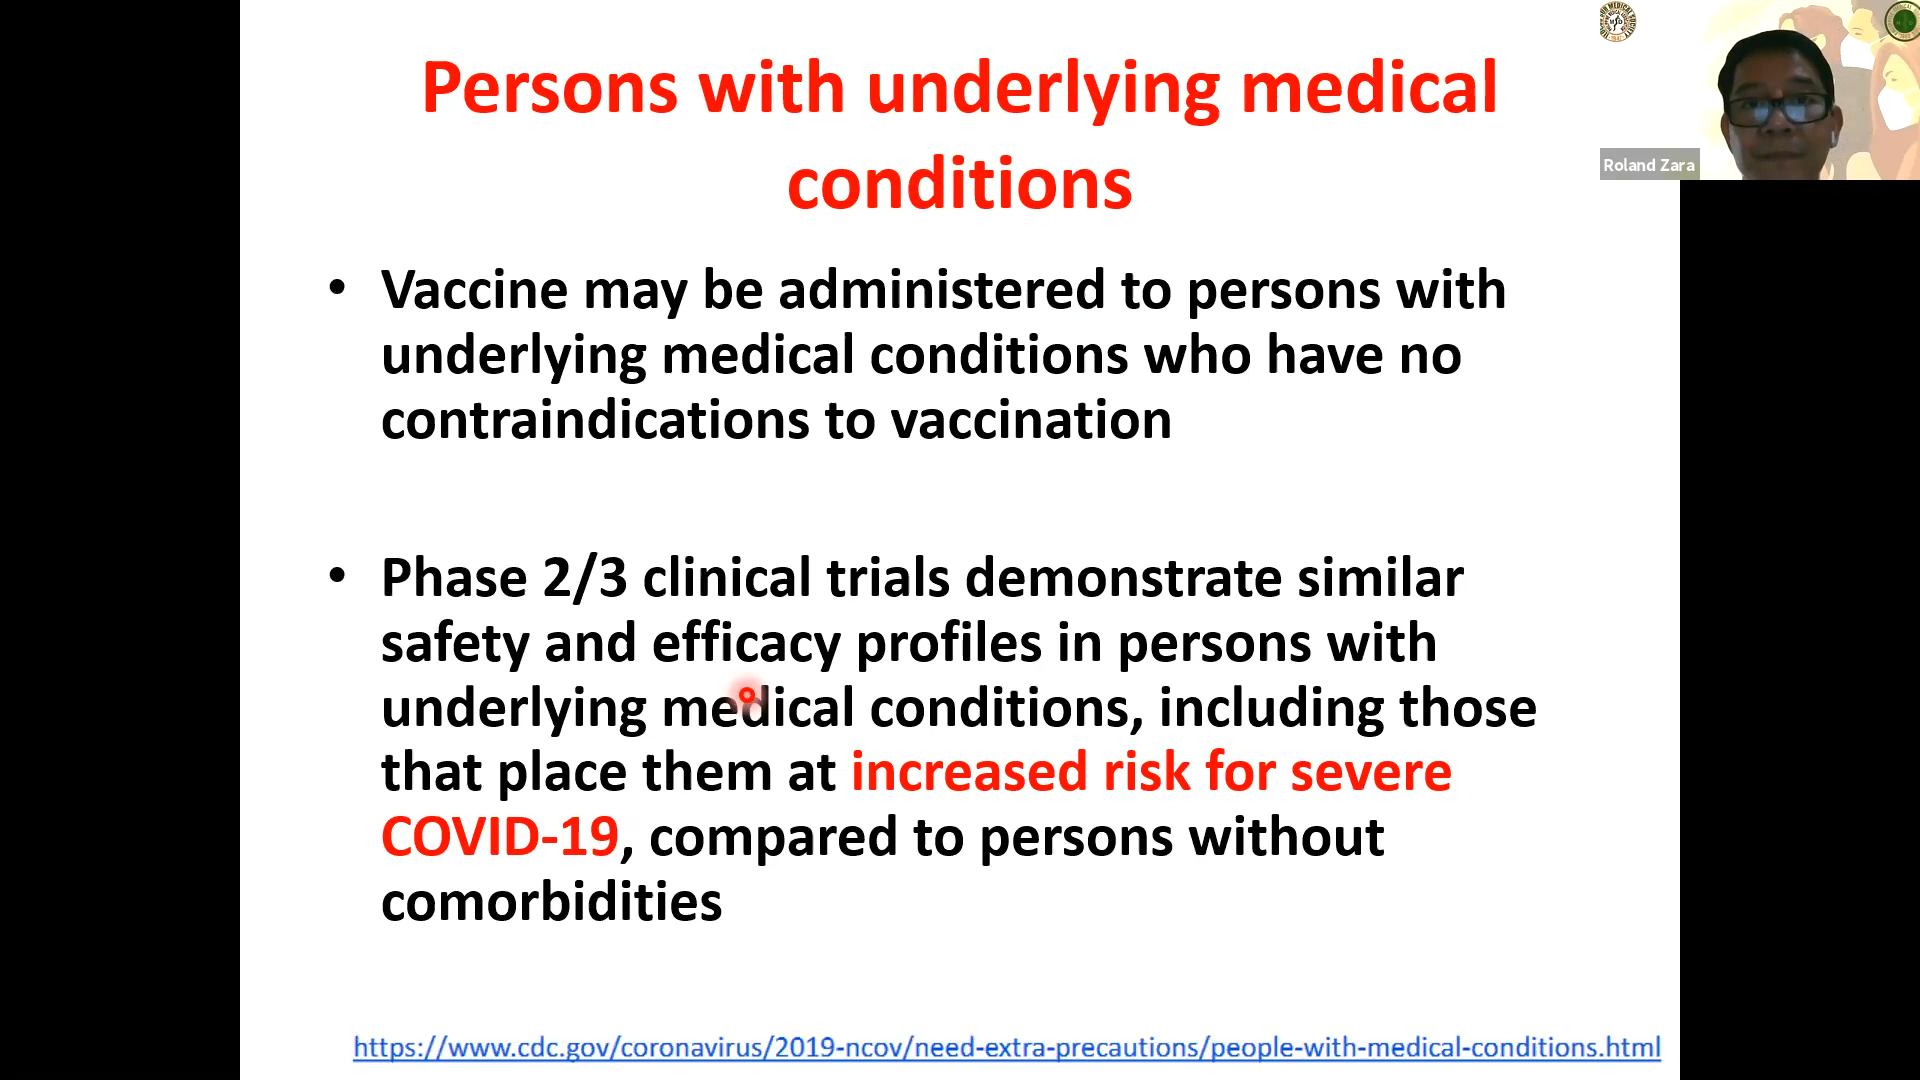 Persons with underlying medical
conditions
• Vaccine may be administered to persons with
underlying medical conditions who have no
contraindications to vaccination
• Phase 2/3 clinical trials demonstrate similar
safety and efficacy profiles in persons with
underlying medical conditions, including those
that place them at increased risk for severe
COVID-19, compared to persons without
comorbidities
https://www.cdc.gov/coronavirus/2019-ncov/need-extra-precautions/people-with-medical-conditions.html
Roland Zara